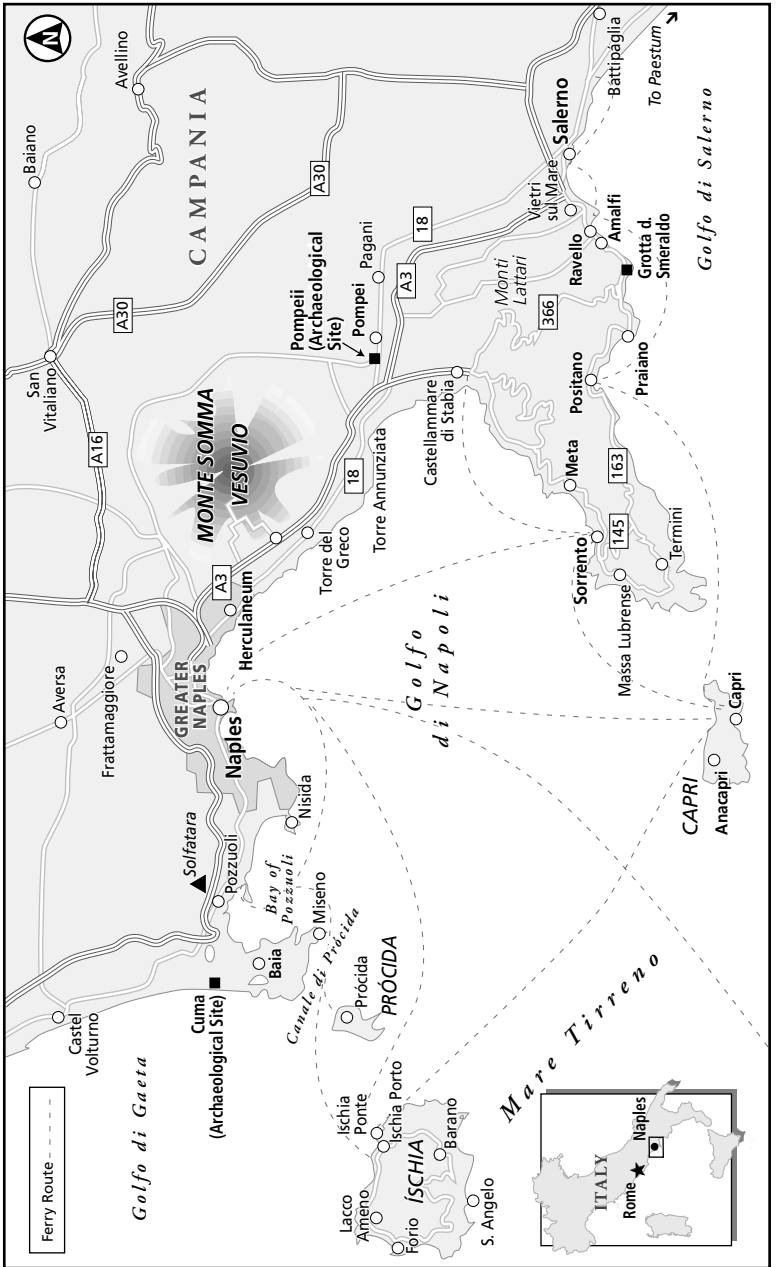 Ferry Route
Golfo di Gaeta
Castel
Volturno
Cuma
(Archaeological Site)
Aversa
Frattamaggiore
Solfatara
Pozzuoli
Bay of
Pozzuoli
Baia
Miseno
Nisida
Canale di Prócida
Prócida
PRÓCIDA
Ischia
Ponte
Ischia Porto
Lacco
Ameno
Forio
ÍSCHIA
Barano
S. Angelo
GREATER
NAPLES
Naples
Herculaneum
A3
A16
San
Vitaliano
Baiano
Avellino
N
A30
CAMPANIA
A30
MONTE SOMMA
VESUVIO
Torre del
Greco
18
Torre Annunziata
Pompeii
(Archaeological
Site)
Pompei
Pagani
18
A3
Castellammare
di Stabia
Monti
Lattari
366
Vietri
sul Mare
Salerno
Battipaglia
To Paestum
Ravello
Amalfi
Grotta d.
Smeraldo
Golfo di Salerno
Positano
Praiano
Meta
163
Sorrento
145
Termini
Massa Lubrense
Golfo
di Napoli
CAPRI
Anacapri
Capri
Mare Tirreno
ITALY
Rome
Naples